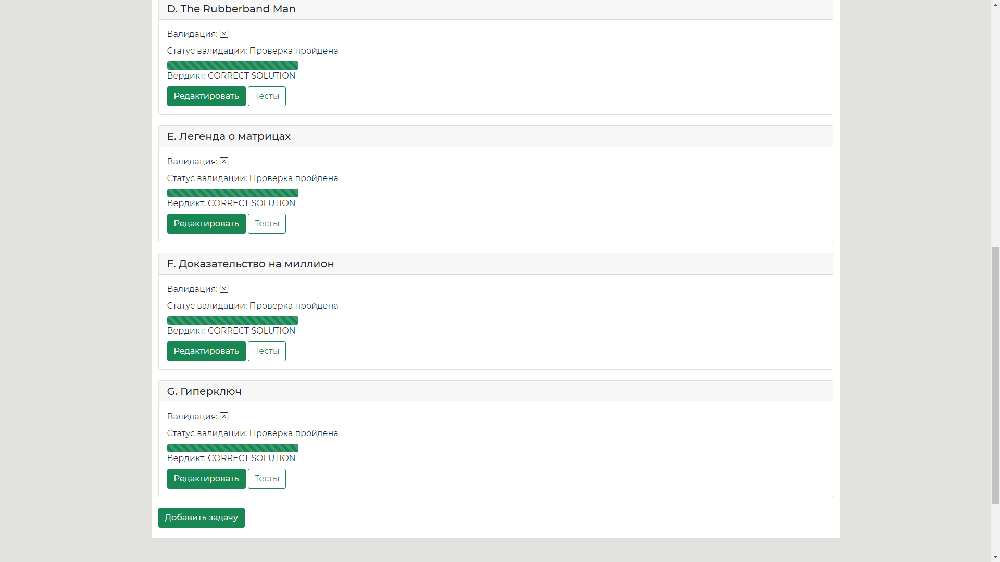 D. The Rubberband Man
Валидация:
Статус валидации: Проверка пройдена
Вердикт: CORRECT SOLUTION
Редактировать Тесты
E. Легенда о матрицах
Валидация:
Статус валидации: Проверка пройдена
Вердикт: CORRECT SOLUTION
Редактировать Тесты
F. Доказательство на миллион
Валидация:
Статус валидации: Проверка пройдена
Вердикт: CORRECT SOLUTION
Редактировать Тесты
G. Гиперключ
Валидация:
Статус валидации: Проверка пройдена
Вердикт: CORRECT SOLUTION
Редактировать Тесты
Добавить задачу